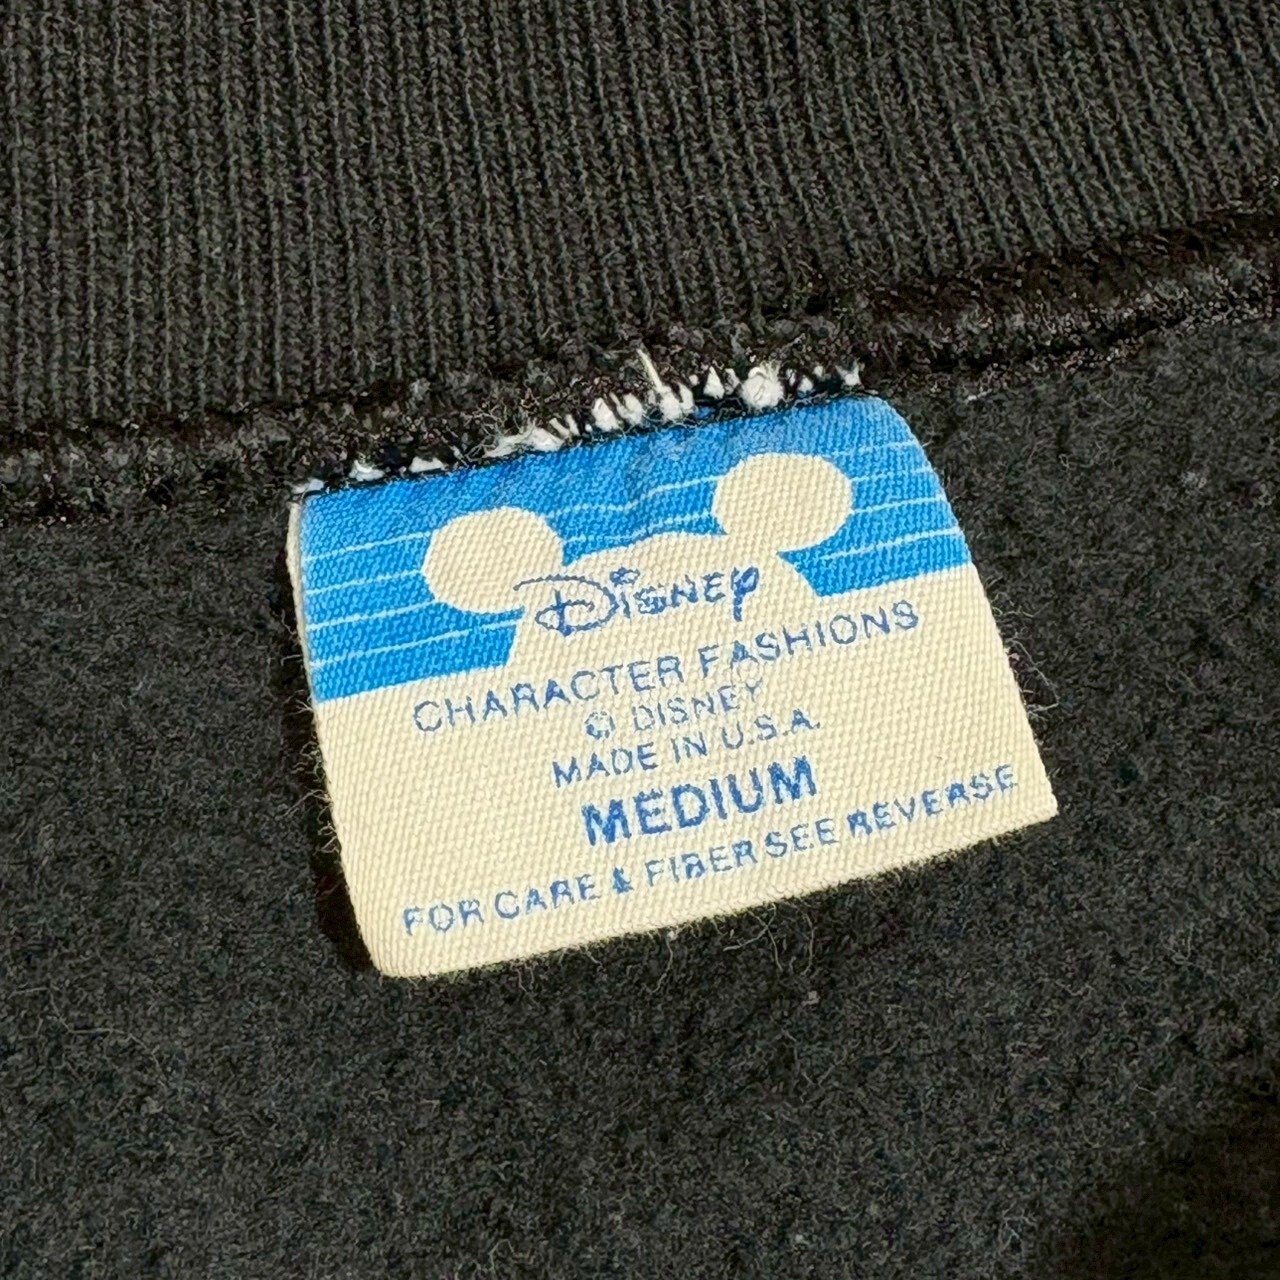 Disney
CHARACTER FASHIONS
© DISNEY
MADE IN U.S.A.
MEDIUM
FOR CARE & FIBER SEE REVERSE